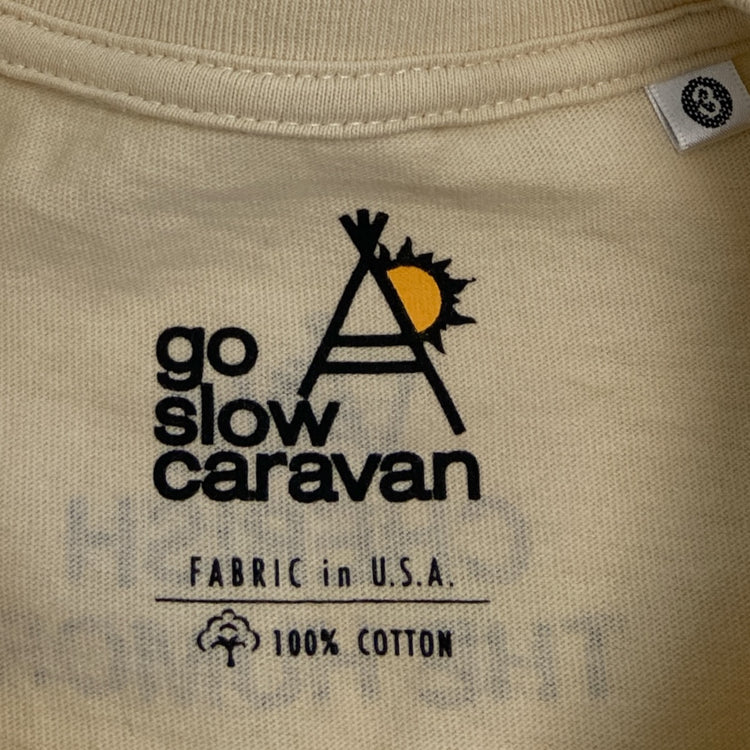 go
slow
caravan
FABRIC in U.S.A.
100% COTTON